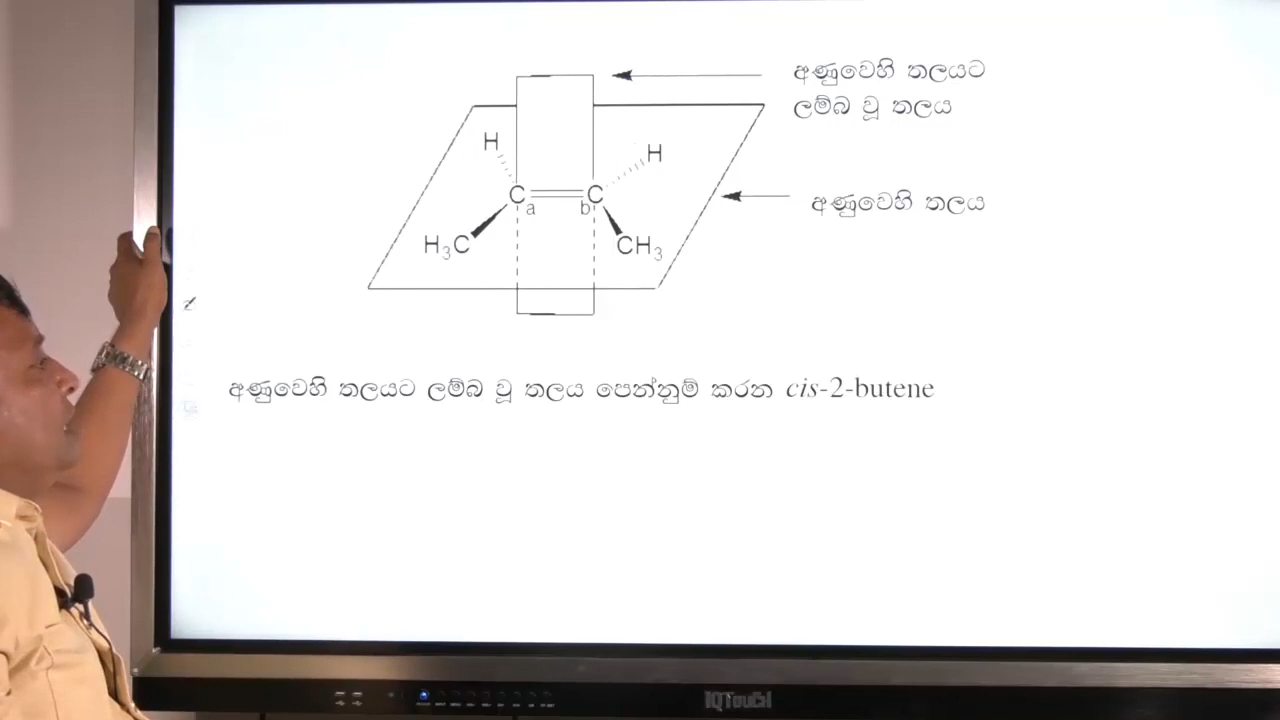 අණුවෙහි තලයට
ලම්බ වූ තලය
H
H
C
C
a
b
අණුවෙහි තලය
H₃C
CH₃
අණුවෙහි තලයට ලම්බ වූ තලය පෙන්නුම් කරන cis-2-butene
IQTouch